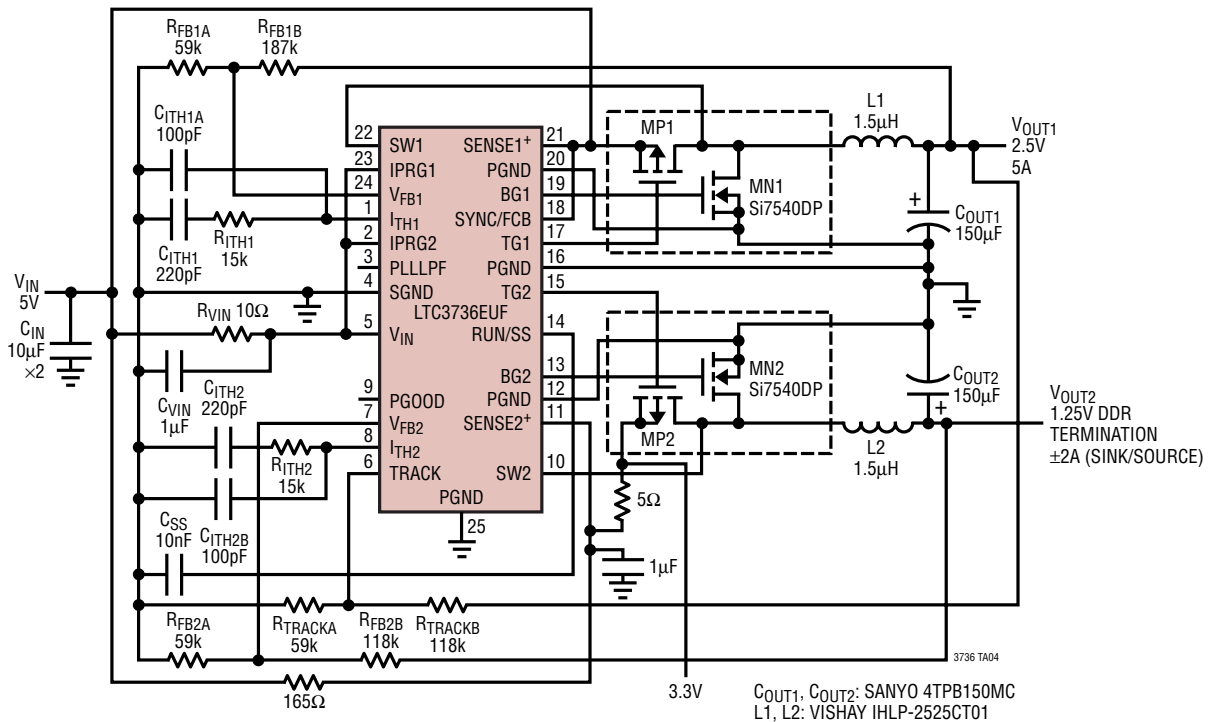 RFB1A
59k
RFB1B
187k
CITH1A
100pF
RITH1
15k
CITH1
220pF
VIN
5V
CIN
10µF
×2
RVIN 10Ω
CVIN
1µF
CITH2
220pF
RITH2
15k
CITH2B
100pF
CSS
10nF
RFB2A
59k
RTRACKA
59k
RFB2B
118k
RTRACKB
118k
165Ω
22
SW1
23
IPRG1
24
VFB1
1
ITH1
2
IPRG2
3
PLLLPF
4
SGND
5
VIN
9
PGOOD
7
VFB2
8
ITH2
6
TRACK
LTC3736EUF
SENSE1+
21
PGND
20
BG1
19
SYNC/FCB
18
TG1
17
PGND
16
TG2
15
RUN/SS
14
BG2
13
PGND
12
SENSE2+
11
SW2
10
PGND
25
MP1
MN1
Si7540DP
L1
1.5µH
VOUT1
2.5V
5A
+
COUT1
150µF
MN2
Si7540DP
MP2
COUT2
150µF
+
L2
1.5µH
VOUT2
1.25V DDR
TERMINATION
±2A (SINK/SOURCE)
5Ω
1µF
3.3V
3736 TA04
COUT1, COUT2: SANYO 4TPB150MC
L1, L2: VISHAY IHLP-2525CT01